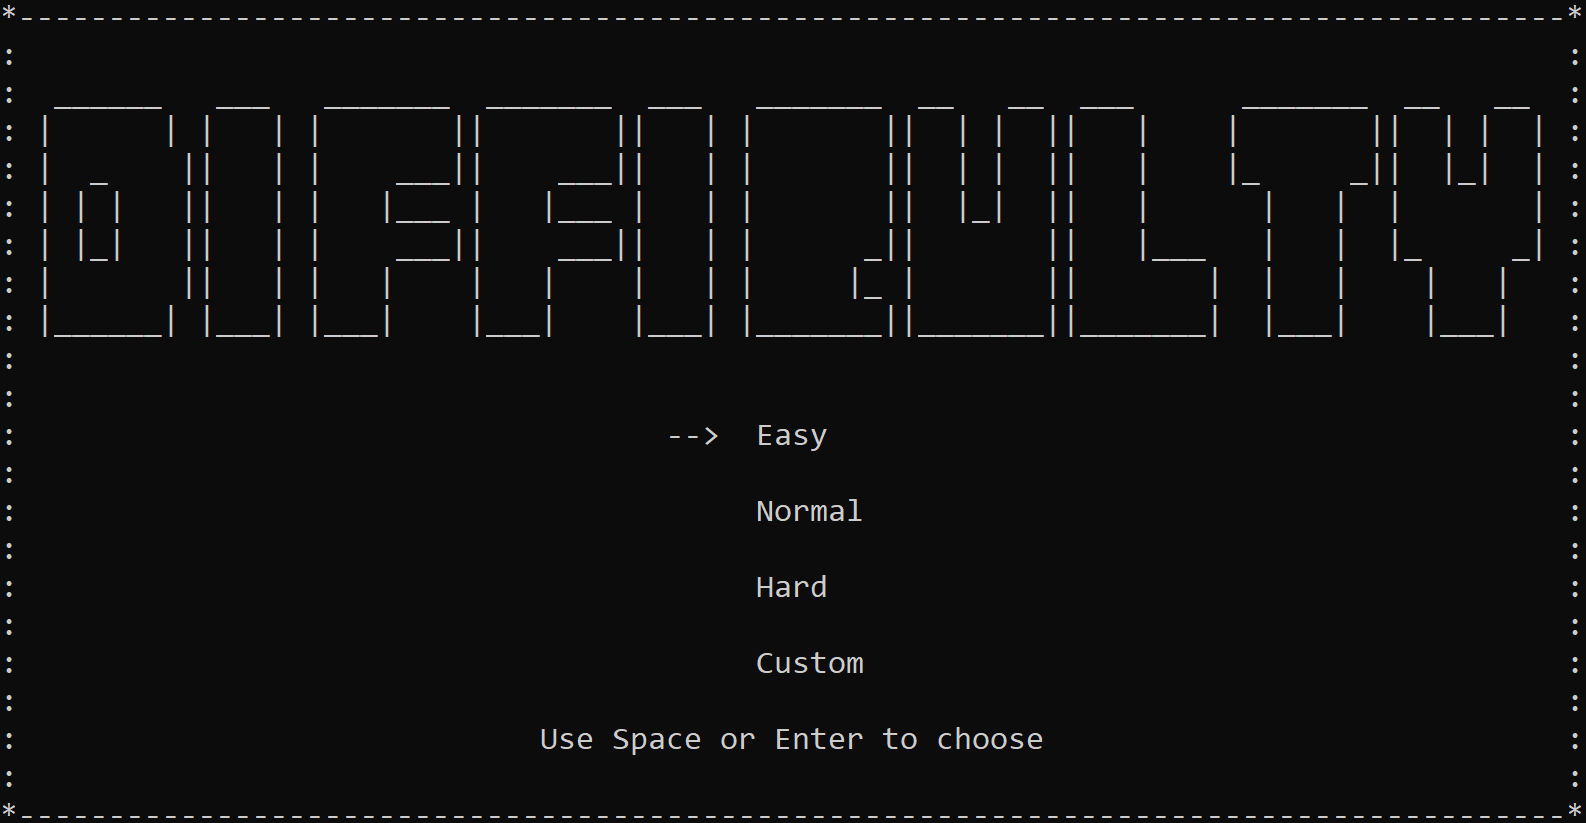 DIFFICULTY
--> Easy
Normal
Hard
Custom
Use Space or Enter to choose